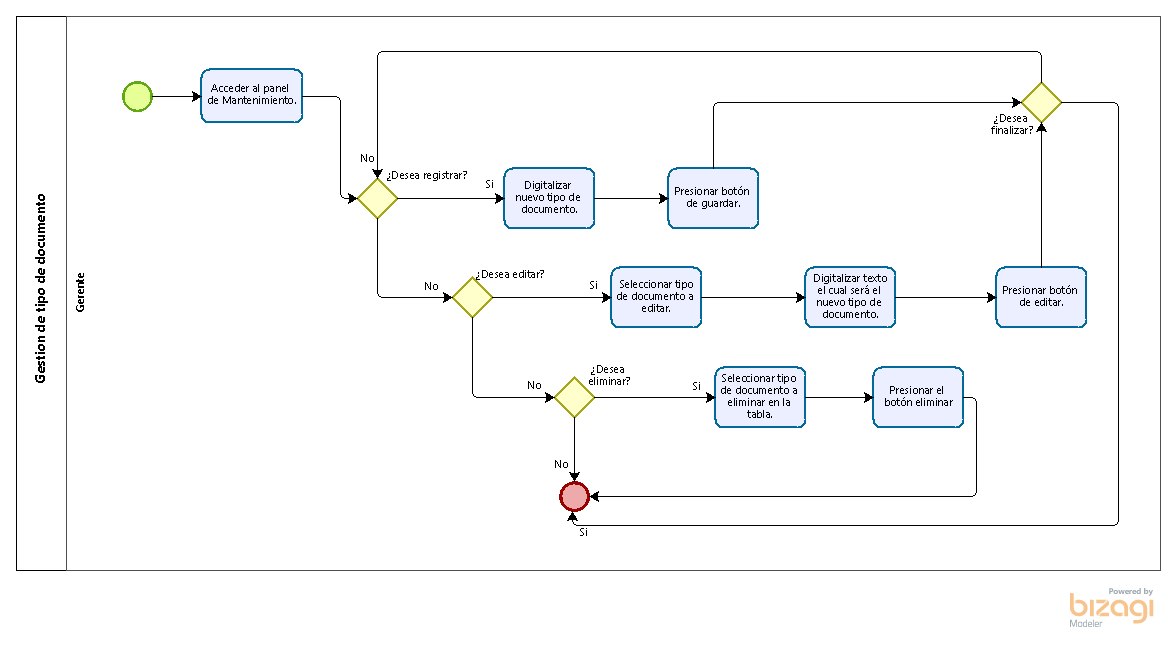 Gestion de tipo de documento
Gerente
Acceder al panel
de Mantenimiento.
No
¿Desea registrar?
Si
Digitalizar
nuevo tipo de
documento.
Presionar botón
de guardar.
¿Desea
finalizar?
No
¿Desea editar?
Si
Seleccionar tipo
de documento a
editar.
Digitalizar texto
el cual será el
nuevo tipo de
documento.
Presionar botón
de editar.
No
¿Desea
eliminar?
Si
Seleccionar tipo
de documento a
eliminar en la
tabla.
Presionar el
botón eliminar
No
Si
Powered by
bizagi
Modeler